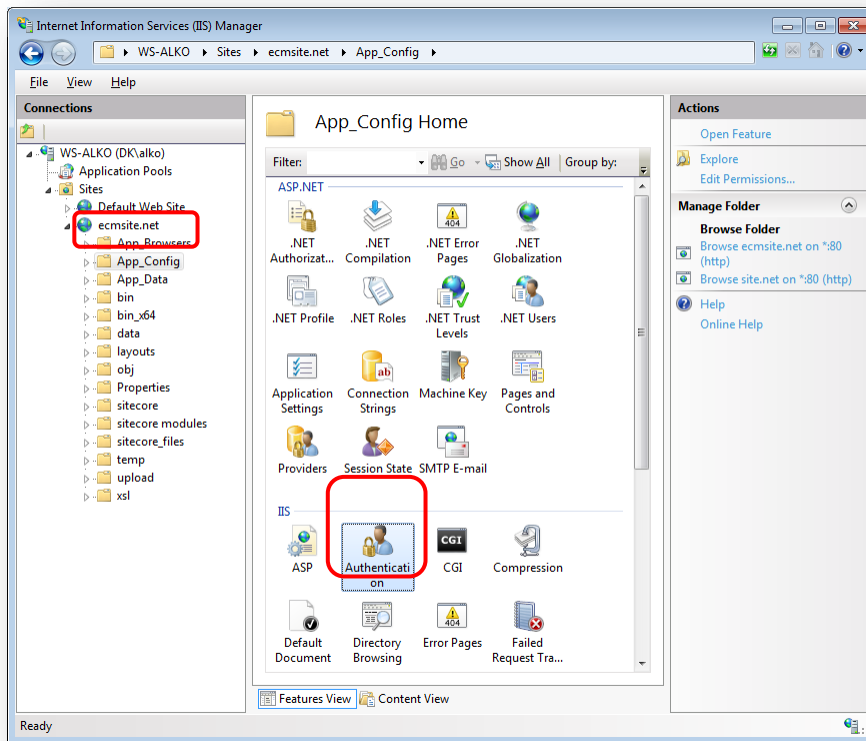 Internet Information Services (IIS) Manager
WS-ALKO Sites ecmsite.net App_Config
File View Help
Connections
WS-ALKO (DK\alko)
Application Pools
Sites
Default Web Site
ecmsite.net
App_Browsers
App_Config
App_Data
bin
bin_x64
data
layouts
obj
Properties
sitecore
sitecore modules
sitecore_files
temp
upload
xsl
App_Config Home
Filter: Go Show All Group by:
ASP.NET
.NET Authorizat...
.NET Compilation
.NET Error Pages
404
.NET Globalization
.NET Profile
.NET Roles
.NET Trust Levels
.NET Users
Application Settings
ab
Connection Strings
Machine Key
Pages and Controls
Providers
Session State
SMTP E-mail
IIS
ASP
Authenticati
on
CGI
CGI
Compression
Default Document
Directory Browsing
404
Error Pages
Failed Request Tra...
Features View Content View
Actions
Open Feature
Explore
Edit Permissions...
Manage Folder
Browse Folder
Browse ecmsite.net on *:80
(http)
Browse site.net on *:80 (http)
Help
Online Help
Ready